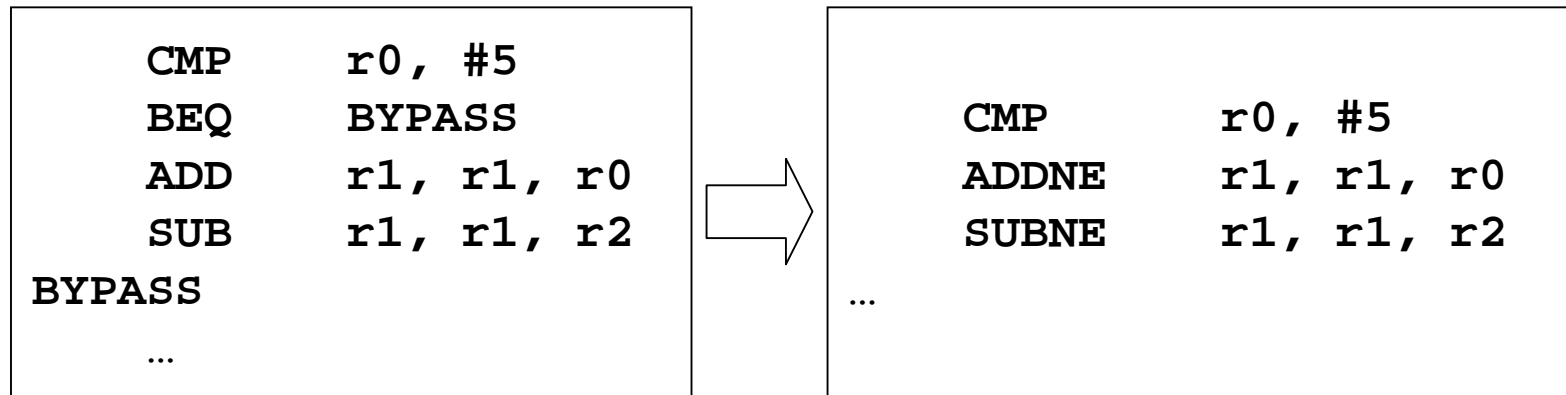 CMP r0, #5
BEQ BYPASS
ADD r1, r1, r0
SUB r1, r1, r2
BYPASS
…
CMP r0, #5
ADDNE r1, r1, r0
SUBNE r1, r1, r2
…